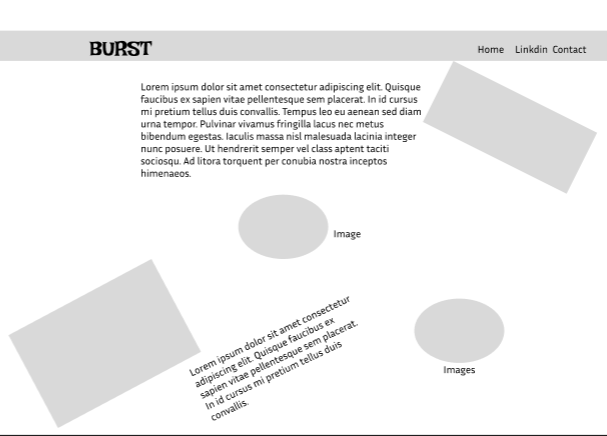 BURST
Home Linkdin Contact
Lorem ipsum dolor sit amet consectetur adipiscing elit. Quisque
faucibus ex sapien vitae pellentesque sem placerat. In id cursus
mi pretium tellus duis convallis. Tempus leo eu aenean sed diam
urna tempor. Pulvinar vivamus fringilla lacus nec metus
bibendum egestas. Iaculis massa nisl malesuada lacinia integer
nunc posuere. Ut hendrerit semper vel class aptent taciti
sociosqu. Ad litora torquent per conubia nostra inceptos
himenaeos.
Image
Lorem ipsum dolor sit amet consectetur
adipiscing elit. Quisque faucibus ex
sapien vitae pellentesque sem placerat.
In id cursus mi pretium tellus duis
convallis.
Images